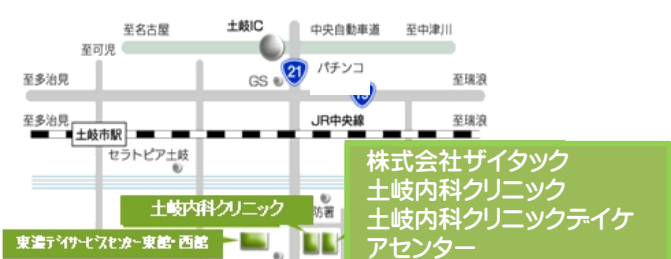 至名古屋 土岐IC 中央自動車道 至中津川
至可児
至多治見 GS 21 パチンコ 至瑞浪
至多治見 JR中央線 至瑞浪
土岐市駅
セラトピア土岐
株式会社ザイタック
土岐内科クリニック
土岐内科クリニックデイケ
アセンター
土岐内科クリニック
防署
東濃デイサービスセンター東館・西館